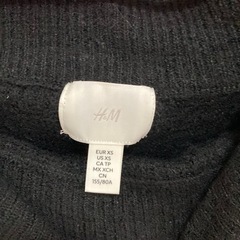 H&M
EUR XS
US XS
CA TP
MX XCH
CN
155/80A